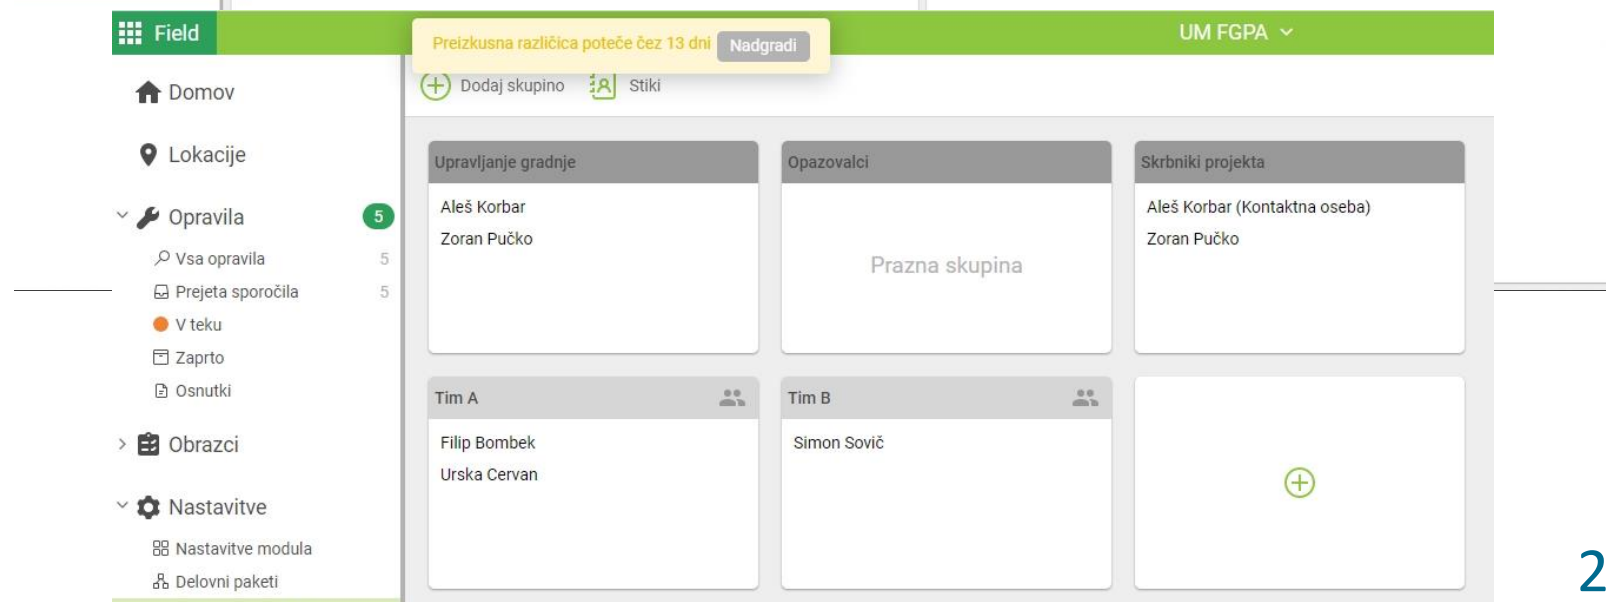 Field
Preizkusna različica poteče čez 13 dni Nadgradi
UM FGPA
Domov
Lokacije
Opravila 5
Vsa opravila 5
Prejeta sporočila 5
V teku
Zaprto
Osnutki
Obrazci
Nastavitve
Nastavitve modula
Delovni paketi
Dodaj skupino Stiki
Upravljanje gradnje
Aleš Korbar
Zoran Pučko
Opazovalci
Prazna skupina
Skrbniki projekta
Aleš Korbar (Kontaktna oseba)
Zoran Pučko
Tim A
Filip Bombek
Urska Cervan
Tim B
Simon Sovič
2